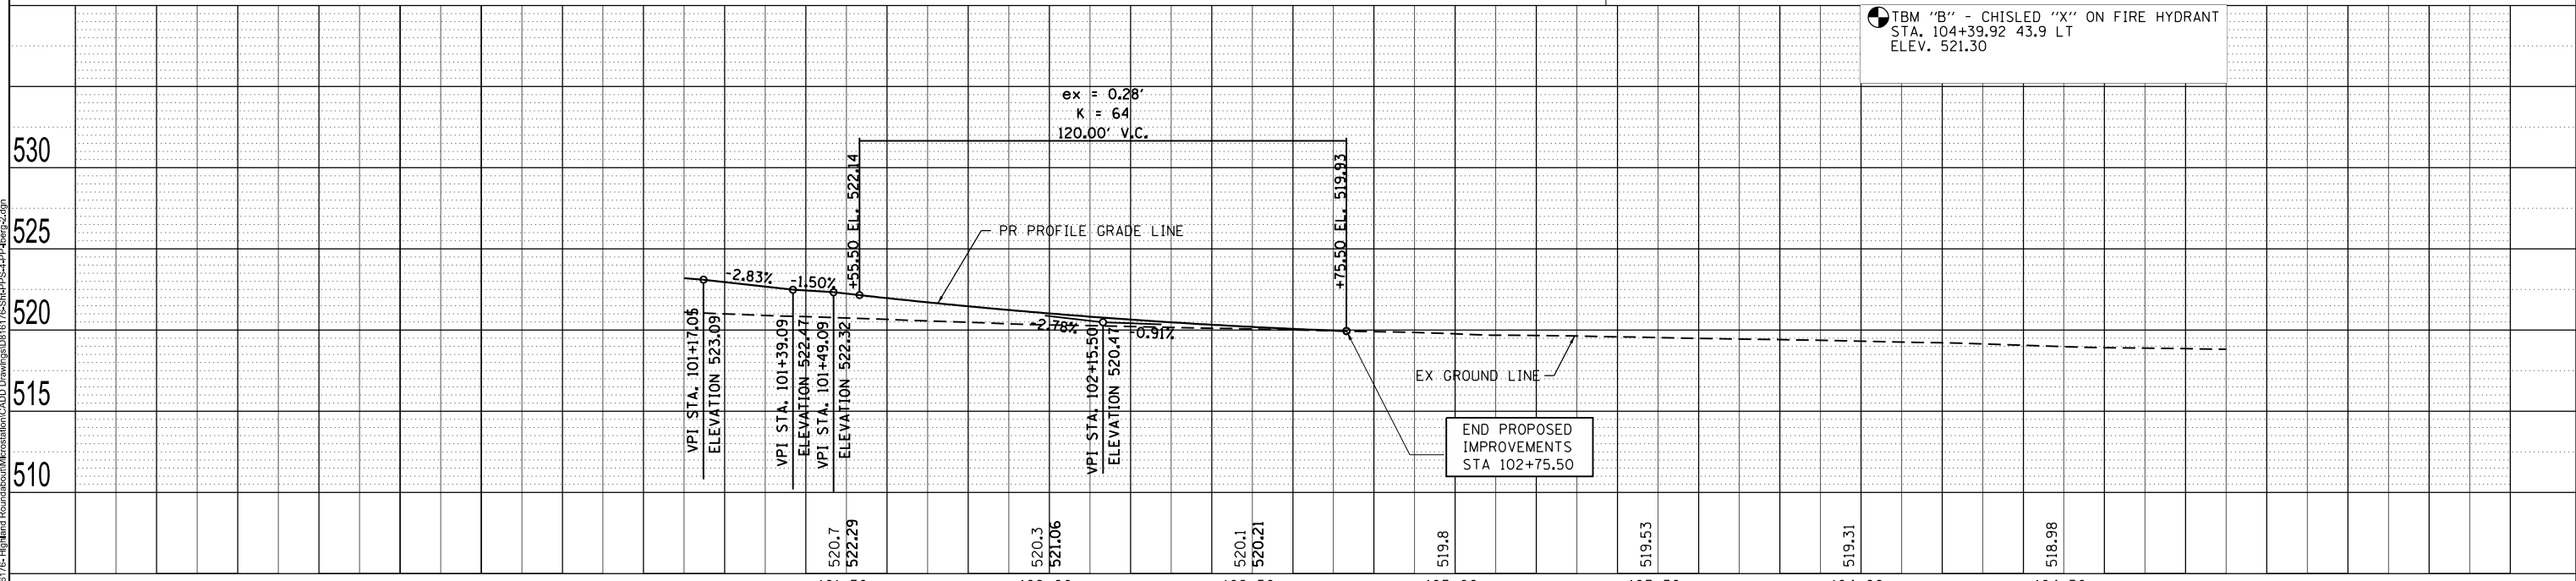 TBM "B" - CHISLED "X" ON FIRE HYDRANT
STA. 104+39.92 43.9 LT
ELEV. 521.30
ex = 0.28'
K = 64
120.00' V.C.
530
525
520
515
510
+55.50 EL. 522.14
+75.50 EL. 519.93
PR PROFILE GRADE LINE
-2.83%
-1.50%
-2.78%
-0.91%
VPI STA. 101+17.05
ELEVATION 523.09
VPI STA. 101+39.09
ELEVATION 522.47
VPI STA. 101+49.09
ELEVATION 522.32
VPI STA. 102+15.50
ELEVATION 520.47
EX GROUND LINE
END PROPOSED
IMPROVEMENTS
STA 102+75.50
520.7
522.29
520.3
521.06
520.1
520.21
519.8
519.53
519.31
518.98